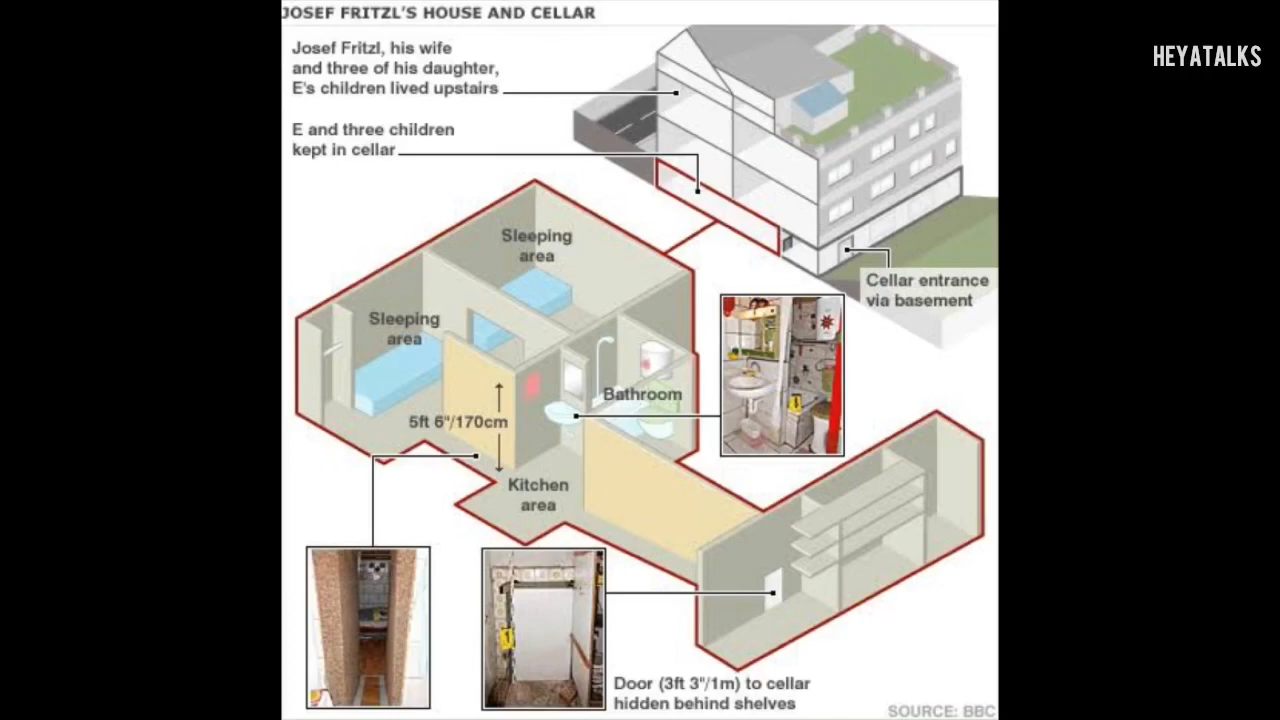 JOSEF FRITZL'S HOUSE AND CELLAR
HEYATALKS
Josef Fritzl, his wife
and three of his daughter,
E's children lived upstairs
E and three children
kept in cellar
Cellar entrance
via basement
Sleeping
area
Sleeping
area
Bathroom
5ft 6"/170cm
Kitchen
area
1
1
Door (3ft 3"/1m) to cellar
hidden behind shelves
SOURCE: BBC